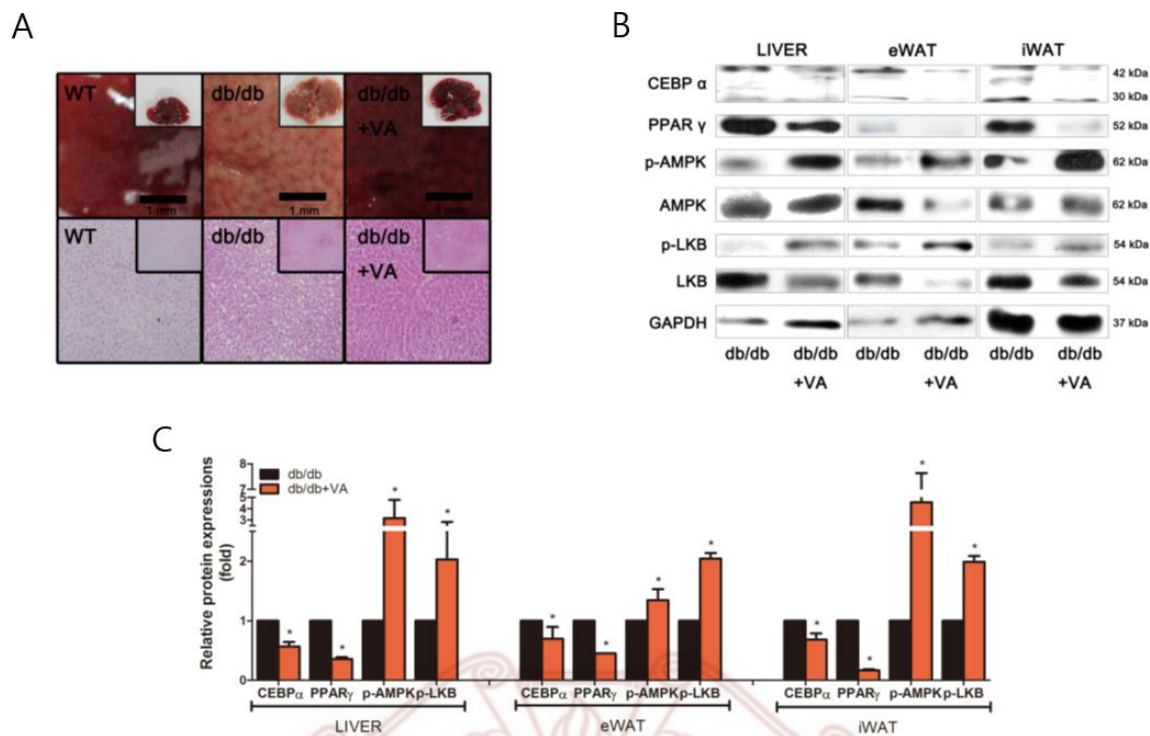 A
WT
db/db
db/db
+VA
1 mm
1 mm
1 mm
WT
db/db
db/db
+VA
B
LIVER eWAT iWAT
CEBP α 42 kDa
30 kDa
PPAR γ 52 kDa
p-AMPK 62 kDa
AMPK 62 kDa
p-LKB 54 kDa
LKB 54 kDa
GAPDH 37 kDa
db/db db/db db/db db/db db/db db/db
+VA +VA +VA
C
Relative protein expressions
(fold)
8
7
5
4
3
2
1
0
db/db
db/db+VA
* * * * * * * * * * * *
CEBPα PPARγ p-AMPK p-LKB CEBPα PPARγ p-AMPK p-LKB CEBPα PPARγ p-AMPK p-LKB
LIVER eWAT iWAT